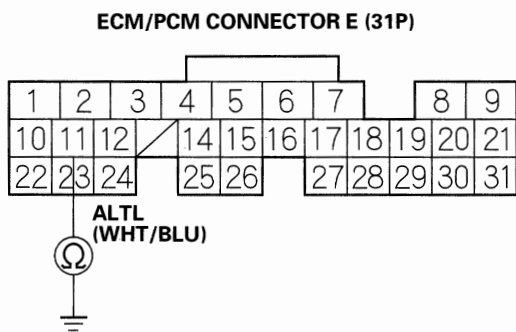 ECM/PCM CONNECTOR E (31P)
1 2 3 4 5 6 7 8 9
10 11 12 14 15 16 17 18 19 20 21
22 23 24 25 26 27 28 29 30 31
ALTL
(WHT/BLU)
Ω